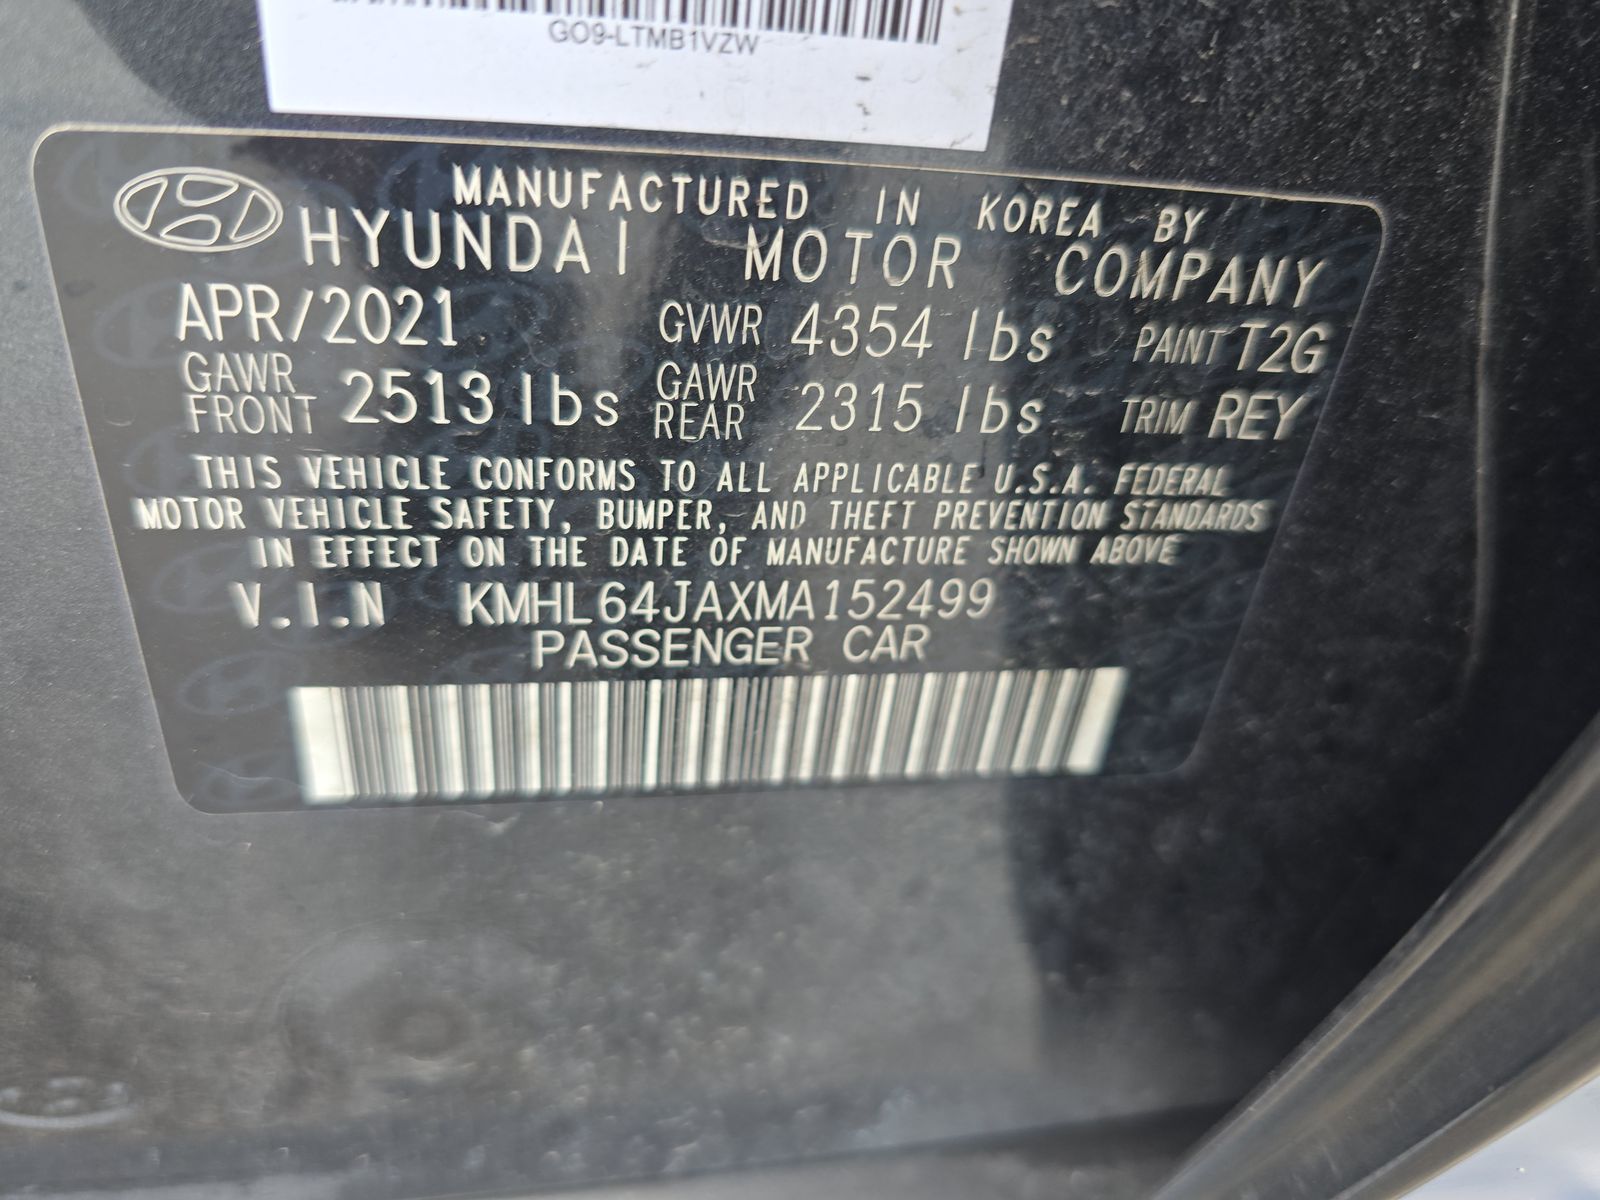 GO9-LTMB1VZW
MANUFACTURED IN KOREA BY
HYUNDAI MOTOR COMPANY
APR/2021 GVWR 4354 lbs PAINT T2G
GAWR FRONT 2513 lbs GAWR REAR 2315 lbs TRIM REY
THIS VEHICLE CONFORMS TO ALL APPLICABLE U.S.A. FEDERAL
MOTOR VEHICLE SAFETY, BUMPER, AND THEFT PREVENTION STANDARDS
IN EFFECT ON THE DATE OF MANUFACTURE SHOWN ABOVE
V.I.N KMHL64JAXMA152499
PASSENGER CAR